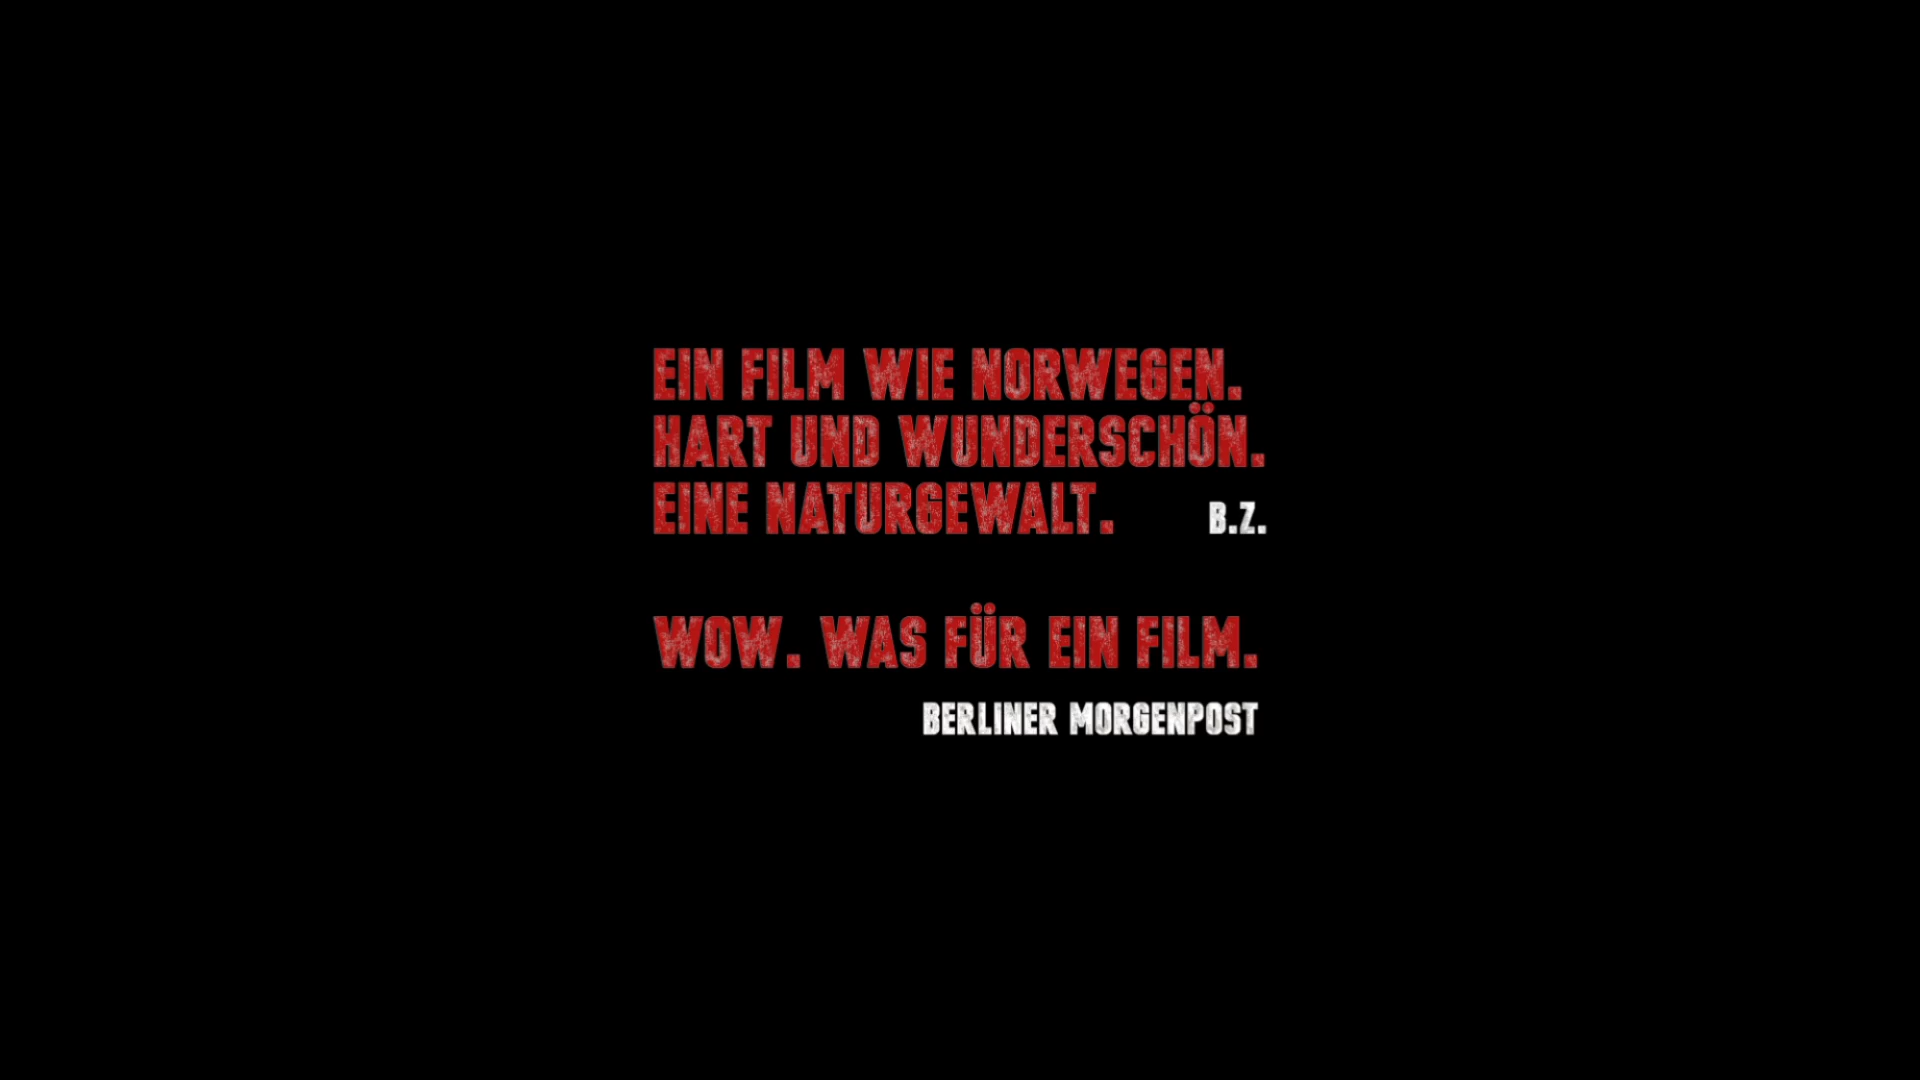 EIN FILM WIE NORWEGEN.
HART UND WUNDERSCHÖN.
EINE NATURGEWALT. B.Z.
WOW. WAS FÜR EIN FILM.
BERLINER MORGENPOST